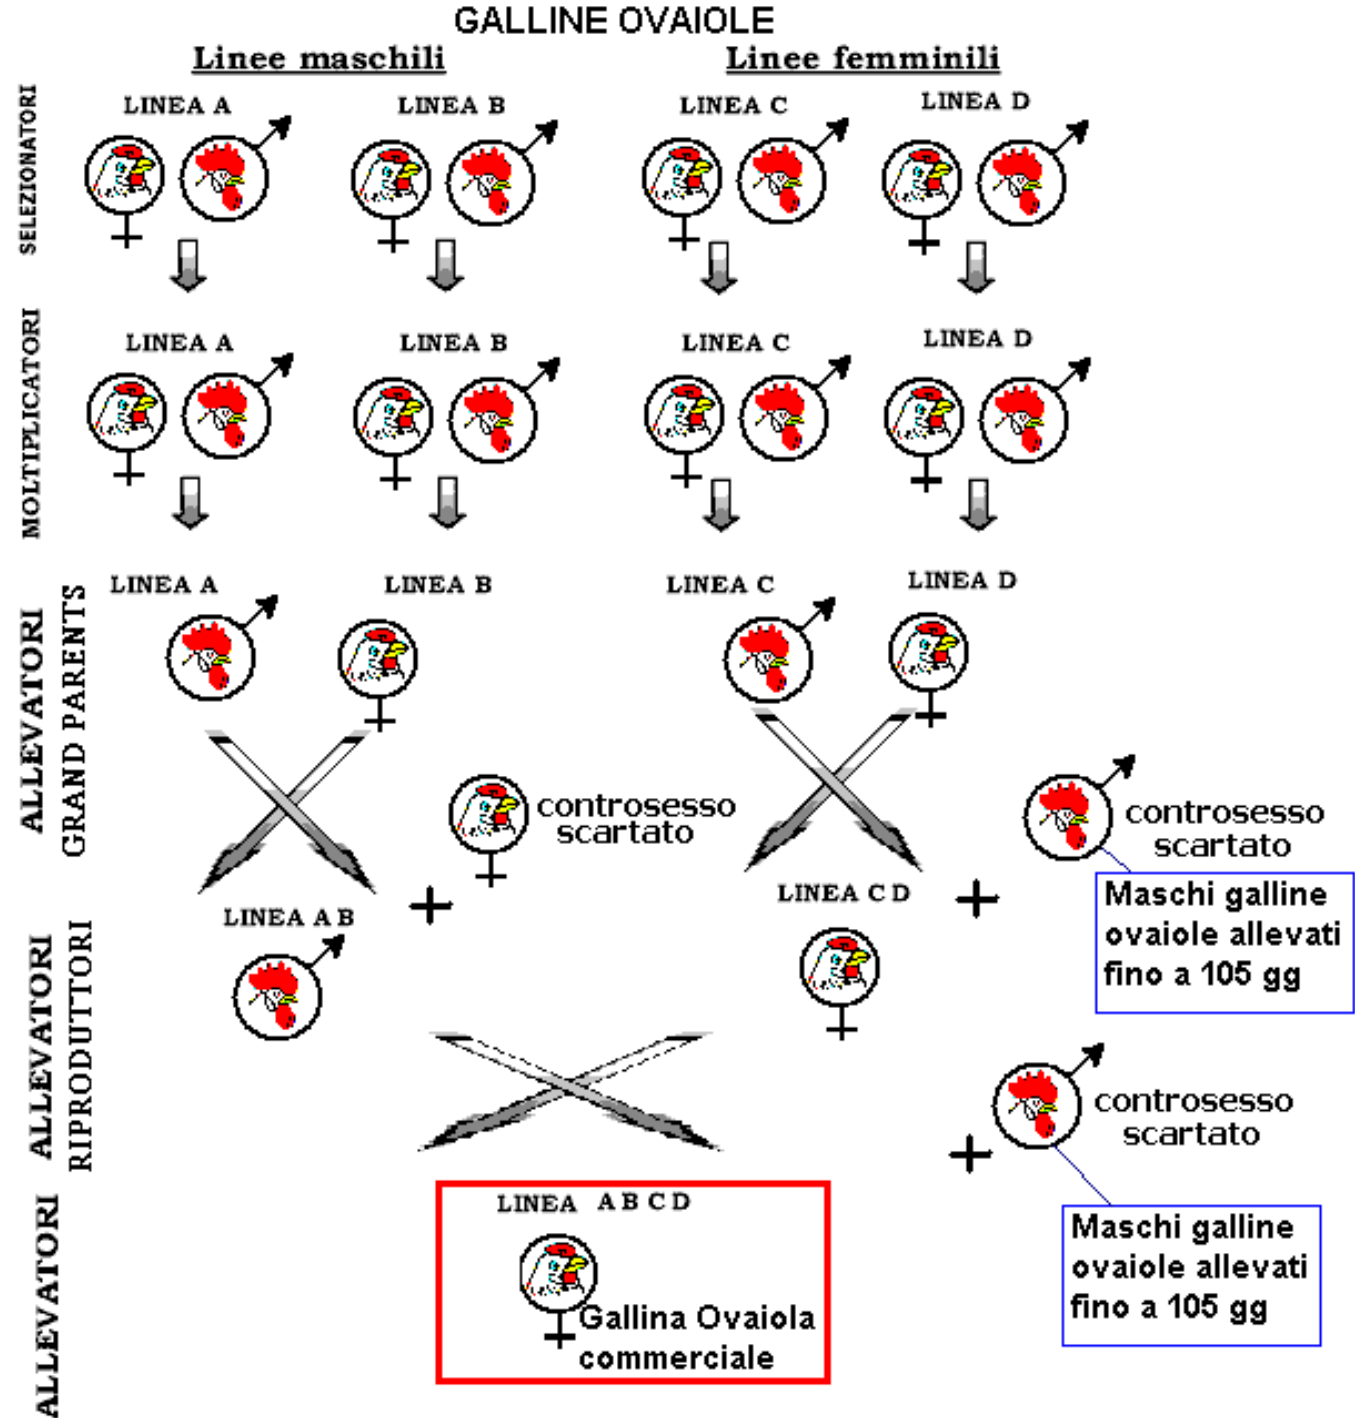 GALLINE OVAIOLE
Linee maschili
Linee femminili
SELEZIONATORI
LINEA A
LINEA B
LINEA C
LINEA D
MOLTIPLICATORI
LINEA A
LINEA B
LINEA C
LINEA D
ALLEVATORI
GRAND PARENTS
LINEA A
LINEA B
LINEA C
LINEA D
controsesso
scartato
controsesso
scartato
Maschi galline
ovaiole allevati
fino a 105 gg
ALLEVATORI
RIPRODUTTORI
LINEA A B
LINEA C D
controsesso
scartato
Maschi galline
ovaiole allevati
fino a 105 gg
ALLEVATORI
LINEA A B C D
Gallina Ovaiola
commerciale